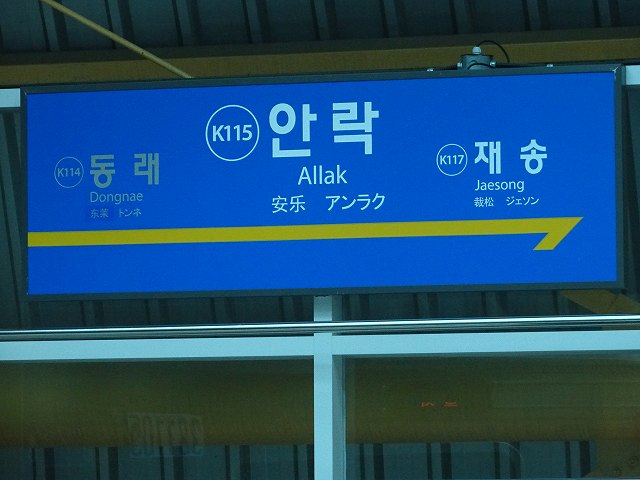 K114 동래
Dongnae
东莱 トンネ
K115 안락
Allak
安乐 アンラク
K117 재송
Jaesong
裁松 ジェソン